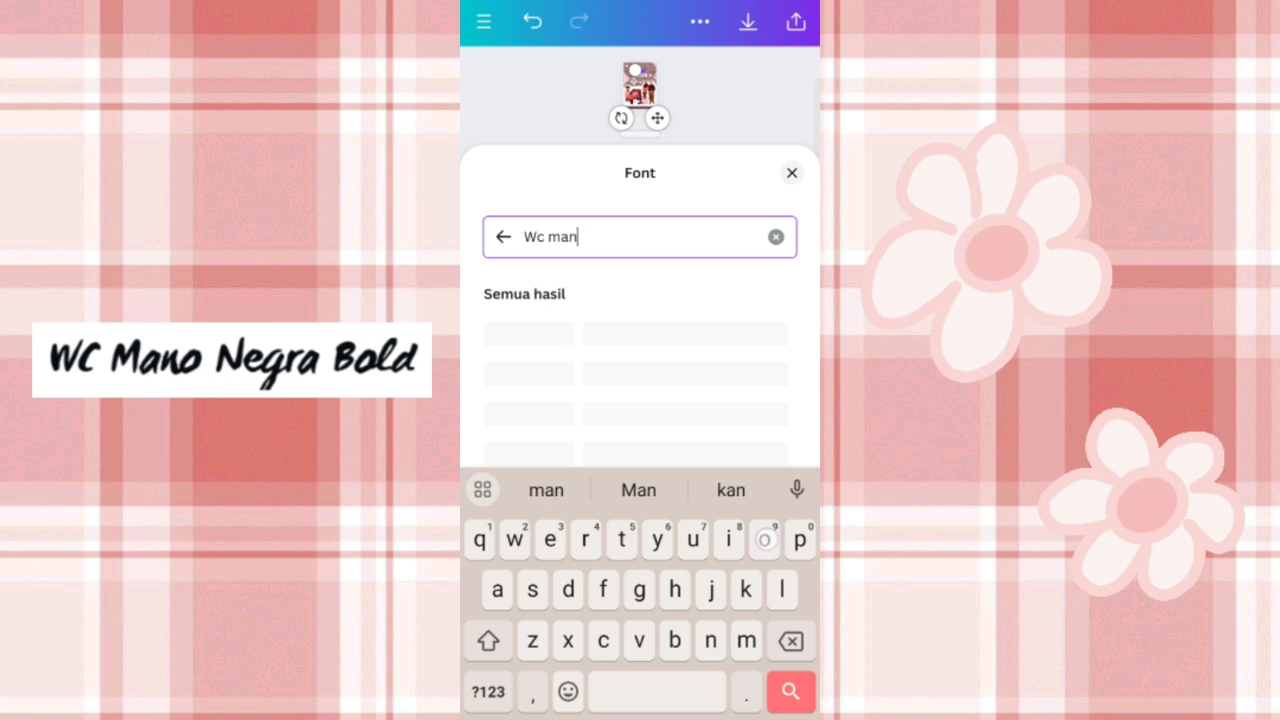 Font
Wc man
Semua hasil
WC Mano Negra Bold
man Man kan
1 2 3 4 5 6 7 8 9 0
q w e r t y u i o p
a s d f g h j k l
z x c v b n m
?123 , .